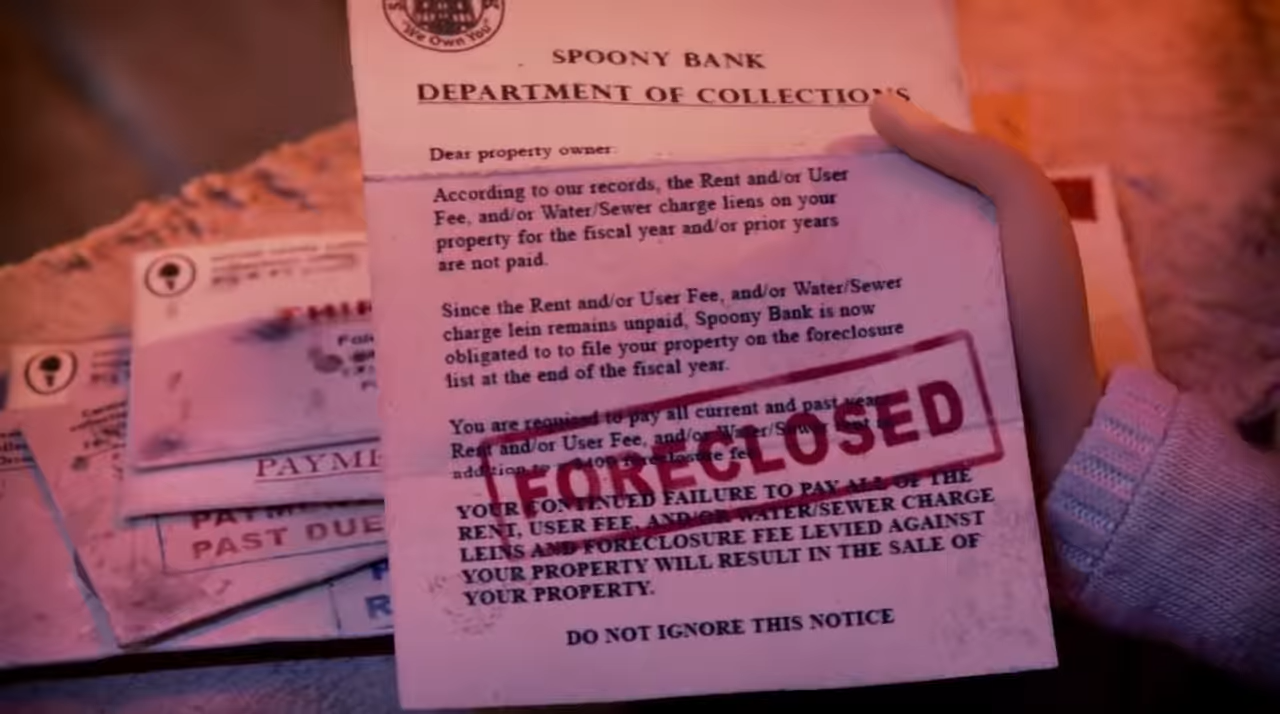 "We Own You"
SPOONY BANK
DEPARTMENT OF COLLECTIONS
Dear property owner:
According to our records, the Rent and/or User
Fee, and/or Water/Sewer charge liens on your
property for the fiscal year and/or prior years
are not paid.
Since the Rent and/or User Fee, and/or Water/Sewer
charge lein remains unpaid, Spoony Bank is now
obligated to to file your property on the foreclosure
list at the end of the fiscal year.
You are required to pay all current and past years
Rent and/or User Fee, and/or Water/Sewer
addition to a $400 foreclosure fee
FORECLOSED
YOUR CONTINUED FAILURE TO PAY ALL OF THE
RENT, USER FEE, AND/OR WATER/SEWER CHARGE
LEINS AND FORECLOSURE FEE LEVIED AGAINST
YOUR PROPERTY WILL RESULT IN THE SALE OF
YOUR PROPERTY.
DO NOT IGNORE THIS NOTICE
PAST DUE